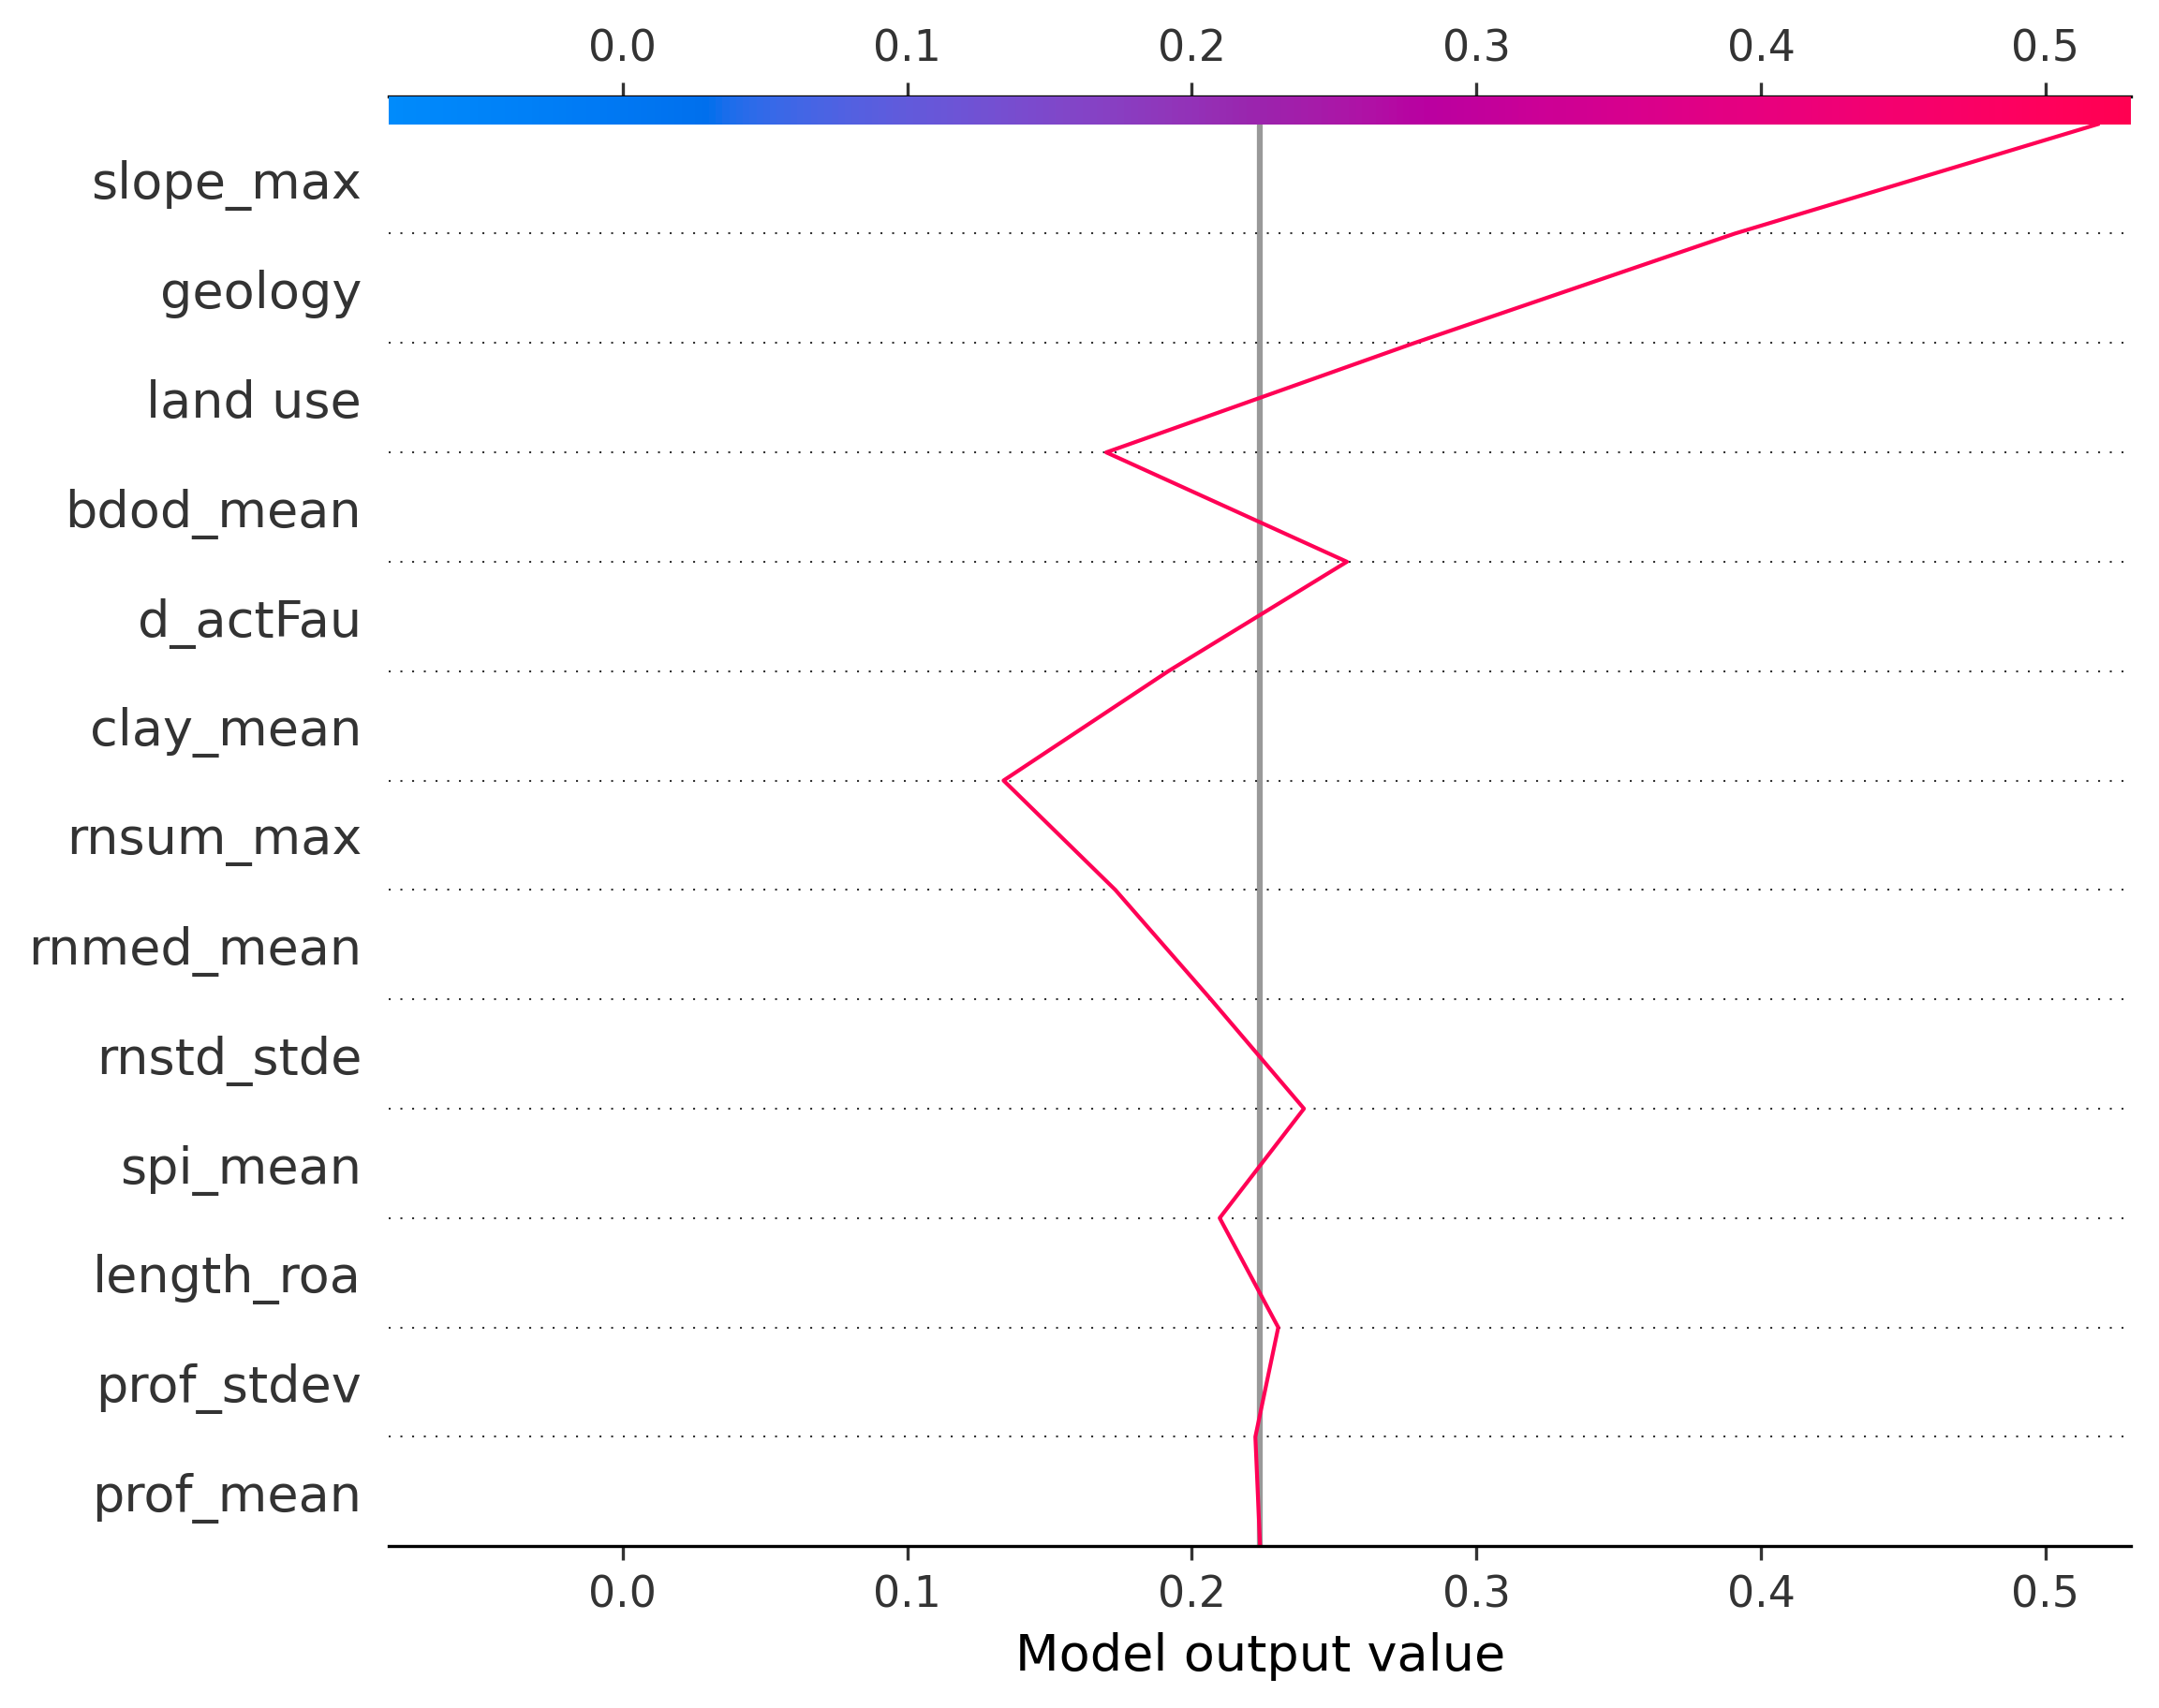 0.0 0.1 0.2 0.3 0.4 0.5
slope_max
geology
land use
bdod_mean
d_actFau
clay_mean
rnsum_max
rnmed_mean
rnstd_stde
spi_mean
length_roa
prof_stdev
prof_mean
0.0 0.1 0.2 0.3 0.4 0.5
Model output value